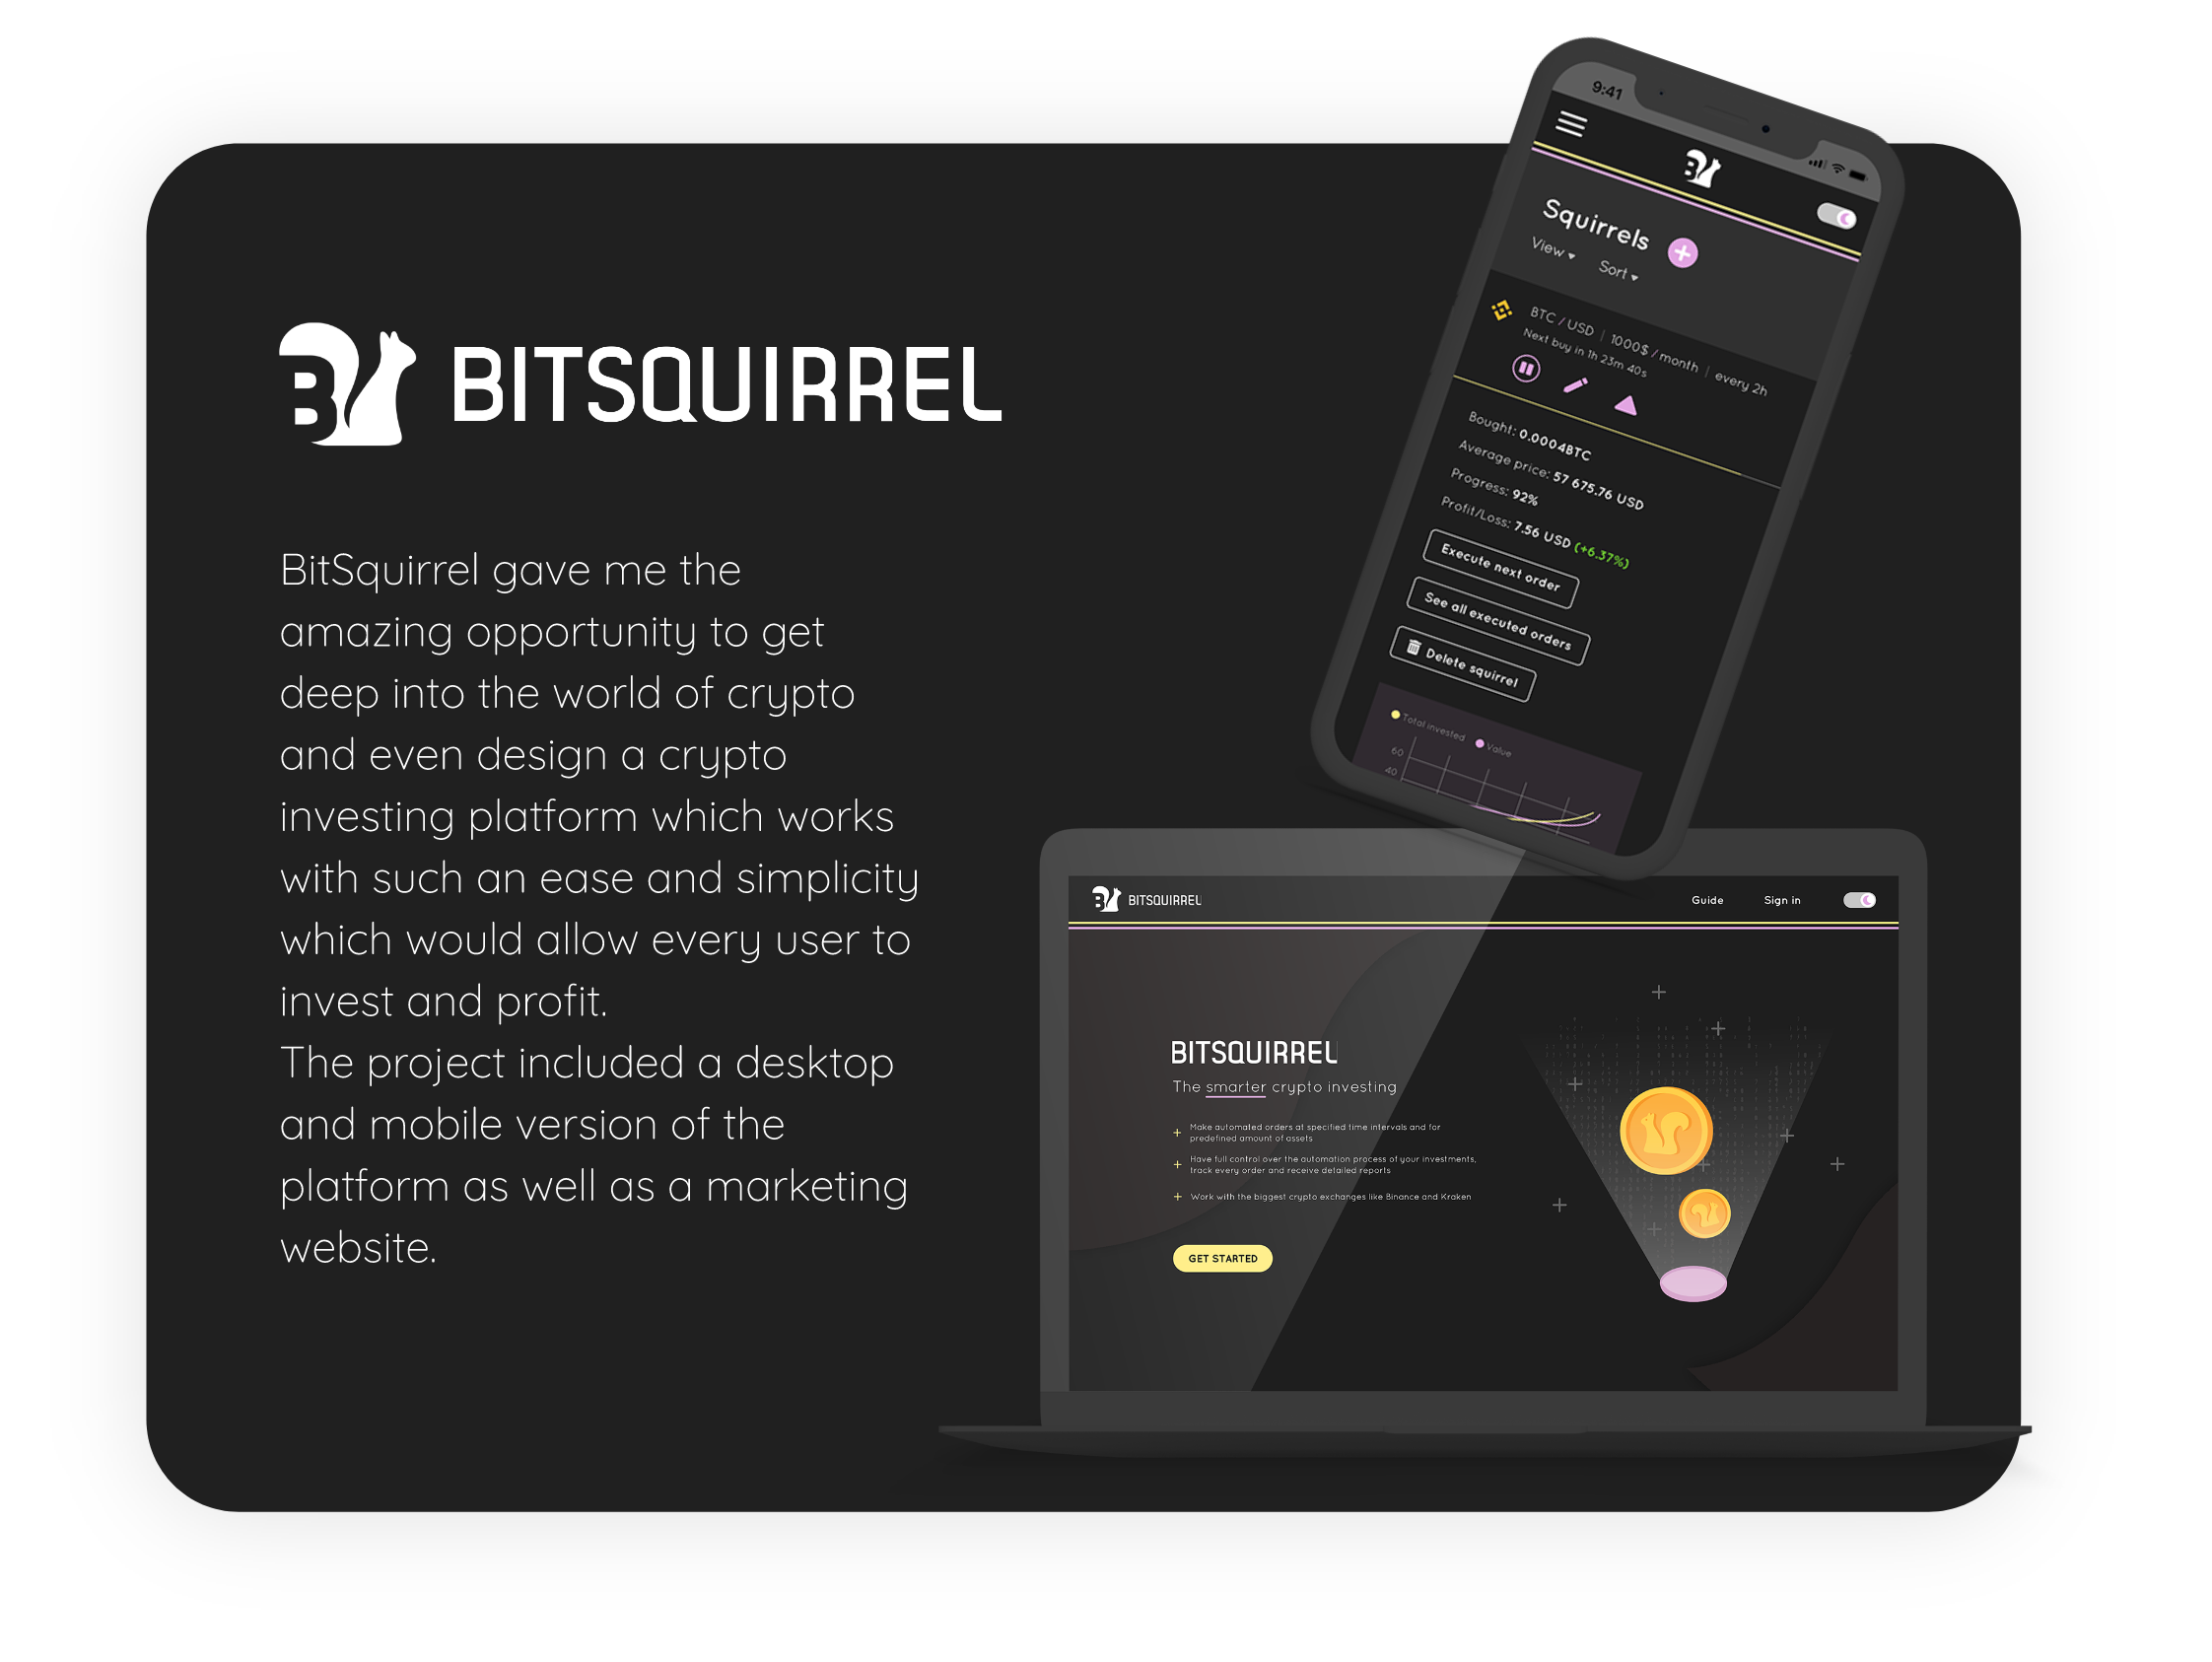 BITSQUIRREL
BitSquirrel gave me the
amazing opportunity to get
deep into the world of crypto
and even design a crypto
investing platform which works
with such an ease and simplicity
which would allow every user to
invest and profit.
The project included a desktop
and mobile version of the
platform as well as a marketing
website.
9:41
B
Squirrels
View
Sort
BTC / USD | 1000$ / month | every 2h
Next buy in 1h 23m 40s
Bought: 0.0004BTC
Average price: 57 675.76 USD
Progress: 92%
Profit/Loss: 7.56 USD (+6.37%)
Execute next order
See all executed orders
Delete squirrel
Total invested Value
60
40
B BITSQUIRREL
Guide Sign in
BITSQUIRREL
The smarter crypto investing
+ Make automated orders at specified time intervals and for
predefined amount of assets
+ Have full control over the automation process of your investments,
track every order and receive detailed reports
+ Work with the biggest crypto exchanges like Binance and Kraken
GET STARTED